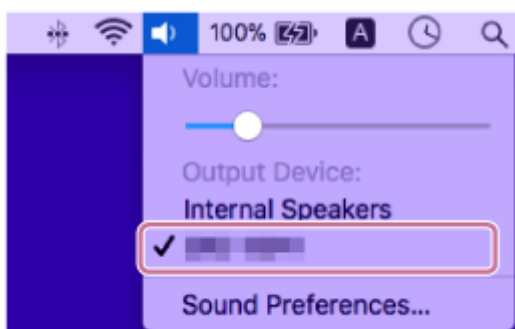 100% A
Volume:
Output Device:
Internal Speakers
Sound Preferences...